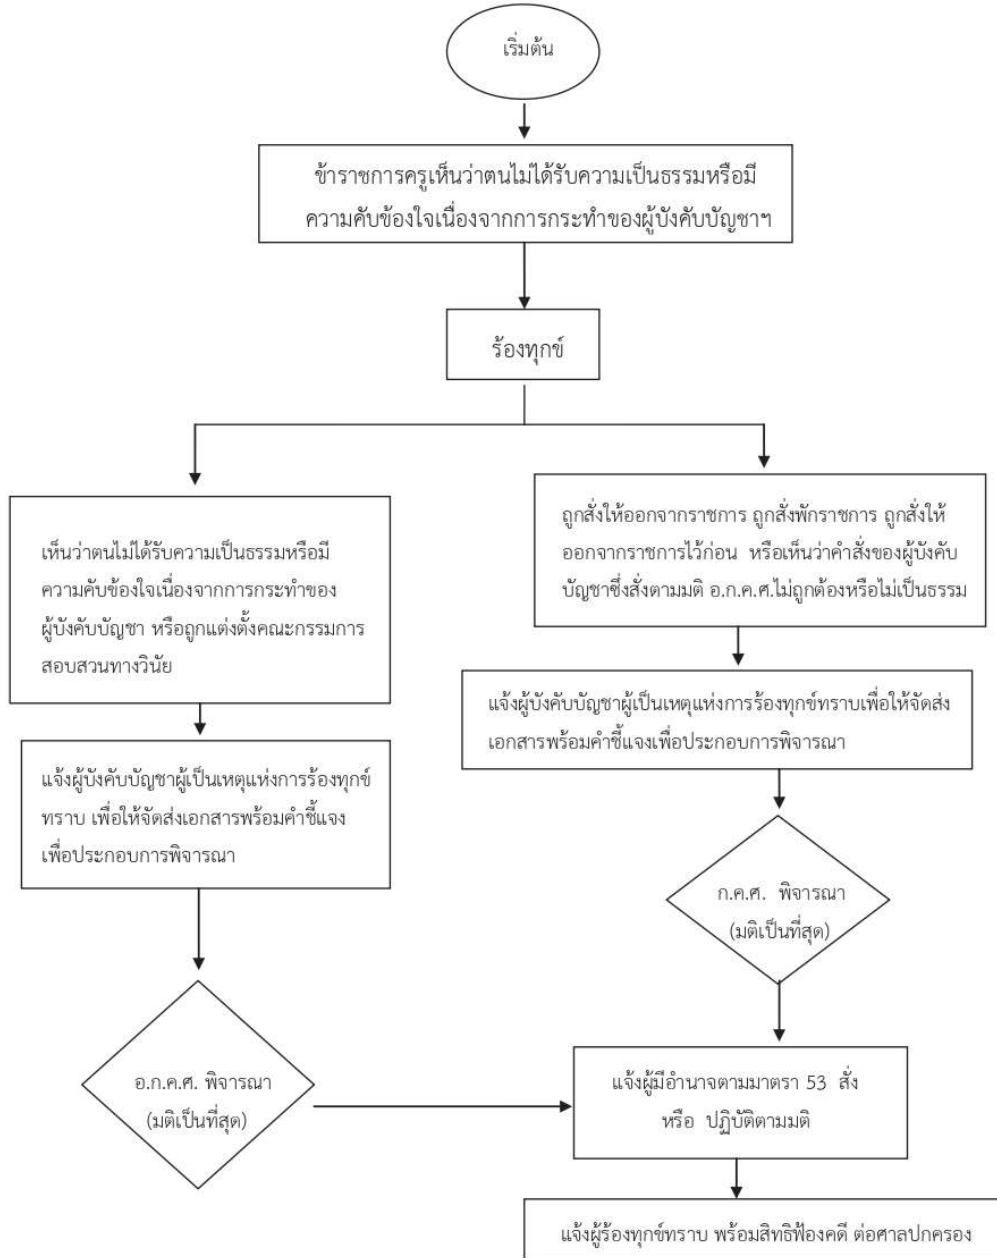 เริ่มต้น
ข้าราชการครูเห็นว่าตนไม่ได้รับความเป็นธรรมหรือมี
ความคับข้องใจเนื่องจากการกระทำของผู้บังคับบัญชาฯ
ร้องทุกข์
เห็นว่าตนไม่ได้รับความเป็นธรรมหรือมี
ความคับข้องใจเนื่องจากการกระทำของ
ผู้บังคับบัญชา หรือถูกแต่งตั้งคณะกรรมการ
สอบสวนทางวินัย
แจ้งผู้บังคับบัญชาผู้เป็นเหตุแห่งการร้องทุกข์
ทราบ เพื่อให้จัดส่งเอกสารพร้อมคำชี้แจง
เพื่อประกอบการพิจารณา
อ.ก.ค.ศ. พิจารณา
(มติเป็นที่สุด)
ถูกสั่งให้ออกจากราชการ ถูกสั่งพักราชการ ถูกสั่งให้
ออกจากราชการไว้ก่อน หรือเห็นว่าคำสั่งของผู้บังคับ
บัญชาซึ่งสั่งตามมติ อ.ก.ค.ศ.ไม่ถูกต้องหรือไม่เป็นธรรม
แจ้งผู้บังคับบัญชาผู้เป็นเหตุแห่งการร้องทุกข์ทราบเพื่อให้จัดส่ง
เอกสารพร้อมคำชี้แจงเพื่อประกอบการพิจารณา
ก.ค.ศ. พิจารณา
(มติเป็นที่สุด)
แจ้งผู้มีอำนาจตามมาตรา 53 สั่ง
หรือ ปฏิบัติตามมติ
แจ้งผู้ร้องทุกข์ทราบ พร้อมสิทธิฟ้องคดี ต่อศาลปกครอง